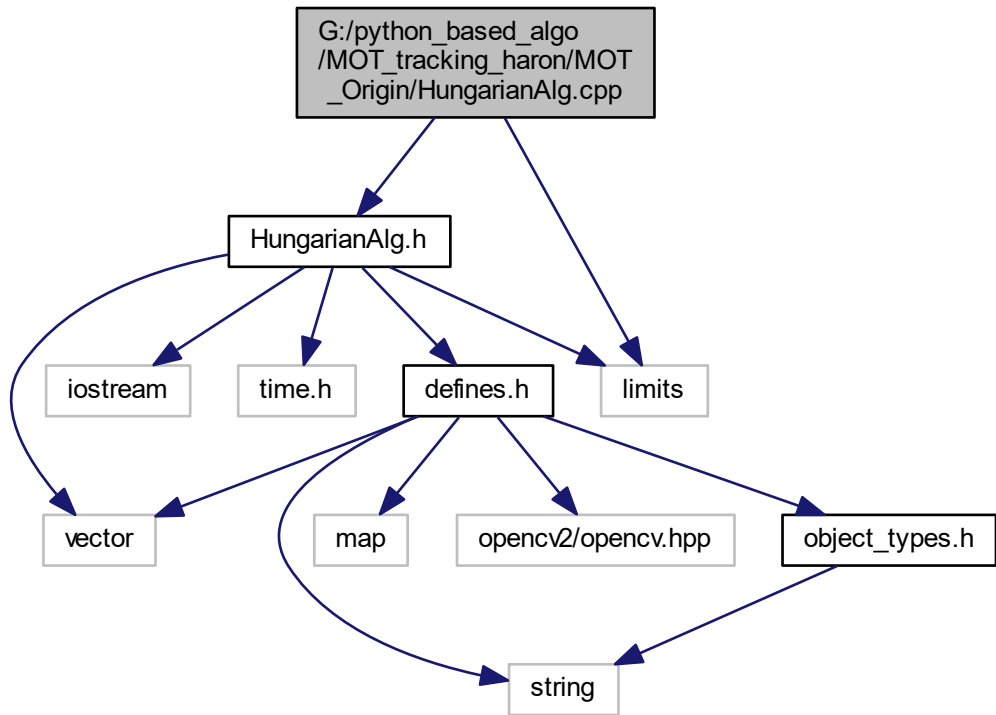 G:/python_based_algo
/MOT_tracking_haron/MOT
_Origin/HungarianAlg.cpp
HungarianAlg.h
iostream
time.h
defines.h
limits
vector
map
opencv2/opencv.hpp
object_types.h
string